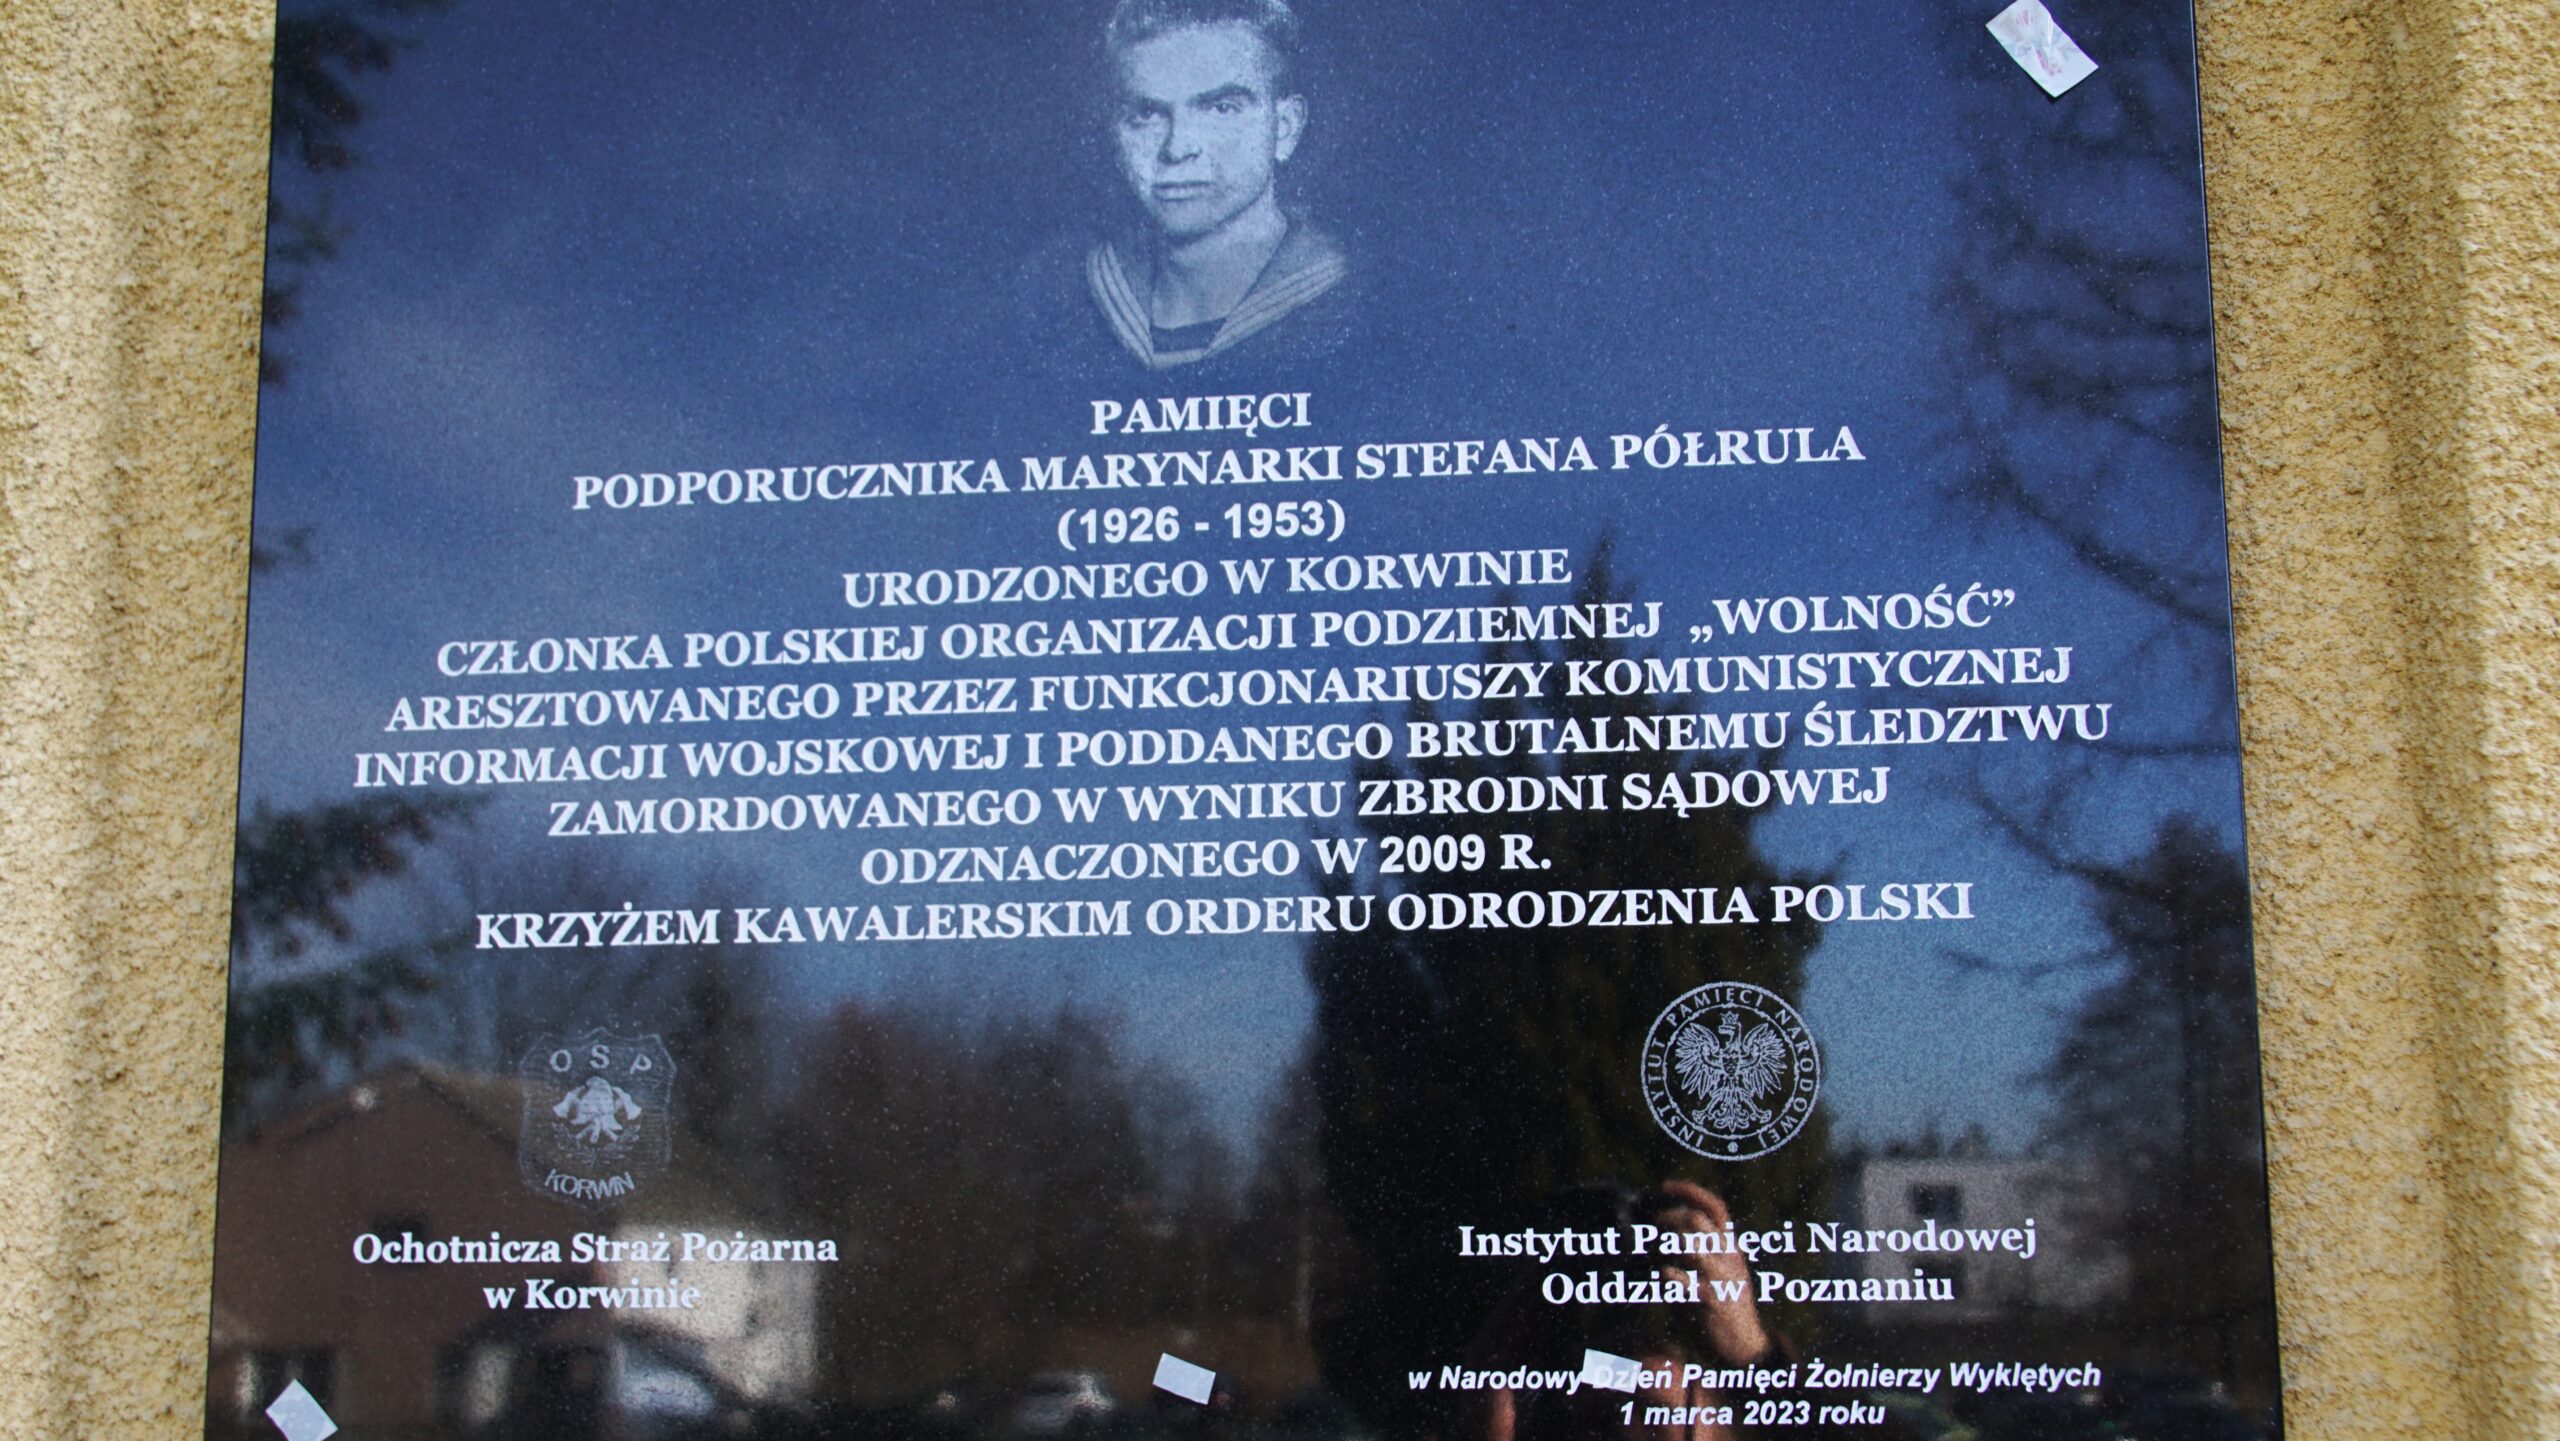 PAMIĘCI
PODPORUCZNIKA MARYNARKI STEFANA PÓŁRULA
(1926 - 1953)
URODZONEGO W KORWINIE
CZŁONKA POLSKIEJ ORGANIZACJI PODZIEMNEJ „WOLNOŚĆ”
ARESZTOWANEGO PRZEZ FUNKCJONARIUSZY KOMUNISTYCZNEJ
INFORMACJI WOJSKOWEJ I PODDANEGO BRUTALNEMU ŚLEDZTWU
ZAMORDOWANEGO W WYNIKU ZBRODNI SĄDOWEJ
ODZNACZONEGO W 2009 R.
KRZYŻEM KAWALERSKIM ORDERU ODRODZENIA POLSKI
OSP
KORWIN
Ochotnicza Straż Pożarna
w Korwinie
INSTYTUT PAMIĘCI NARODOWEJ
Instytut Pamięci Narodowej
Oddział w Poznaniu
w Narodowy Dzień Pamięci Żołnierzy Wyklętych
1 marca 2023 roku